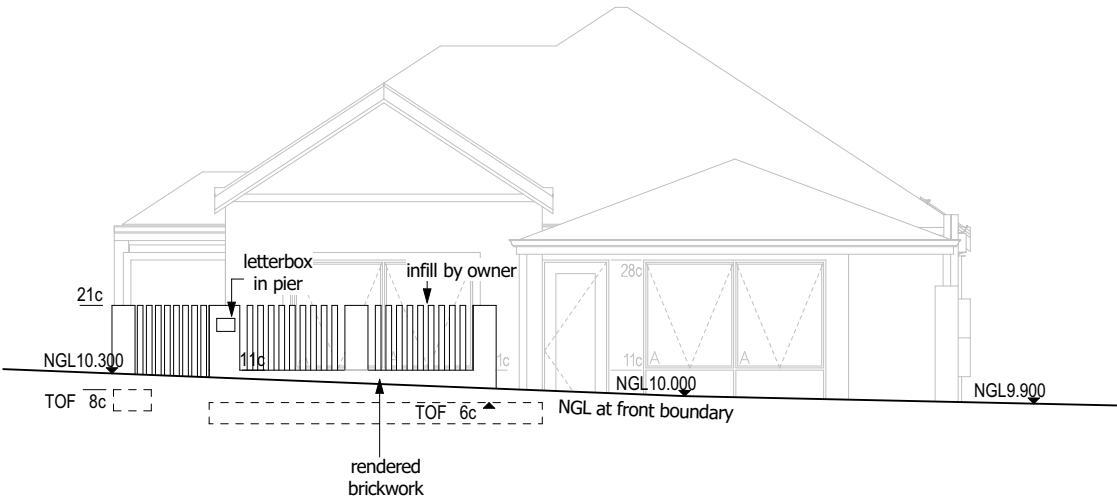 letterbox
in pier
infill by owner
28c
21c
11c
1c
11c
A
A
A
NGL10.300
NGL10.000
NGL9.900
TOF 8c
TOF 6c
NGL at front boundary
rendered
brickwork